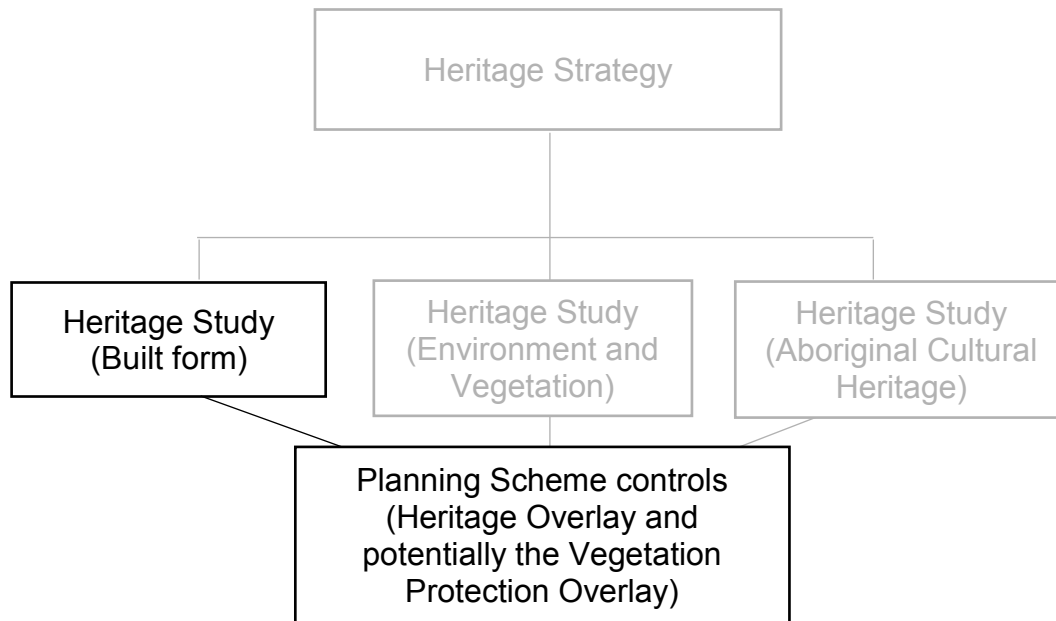 Heritage Strategy
Heritage Study
(Built form)
Heritage Study
(Environment and
Vegetation)
Heritage Study
(Aboriginal Cultural
Heritage)
Planning Scheme controls
(Heritage Overlay and
potentially the Vegetation
Protection Overlay)